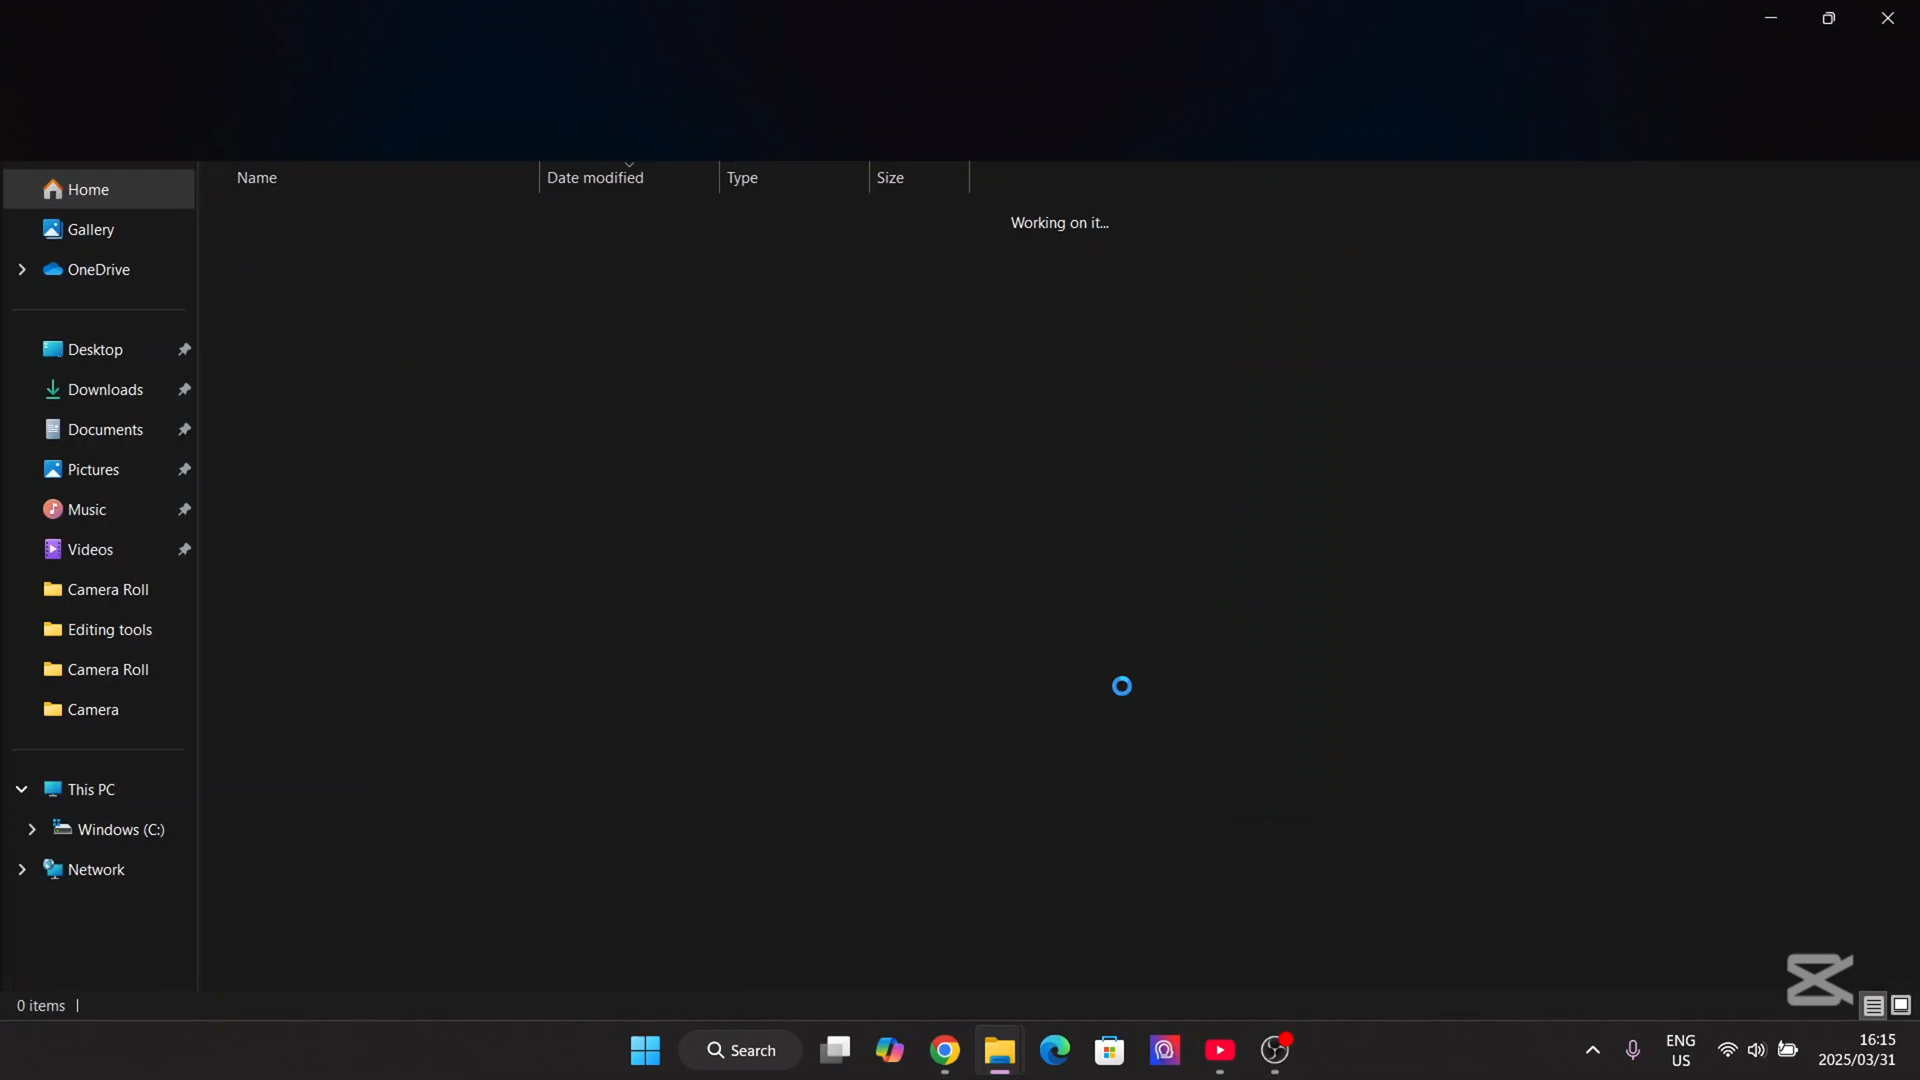 Name
Date modified
Type
Size
Working on it...
Home
Gallery
OneDrive
Desktop
Downloads
Documents
Pictures
Music
Videos
Camera Roll
Editing tools
Camera Roll
Camera
This PC
Windows (C:)
Network
0 items
Search
ENG
US
16:15
2025/03/31